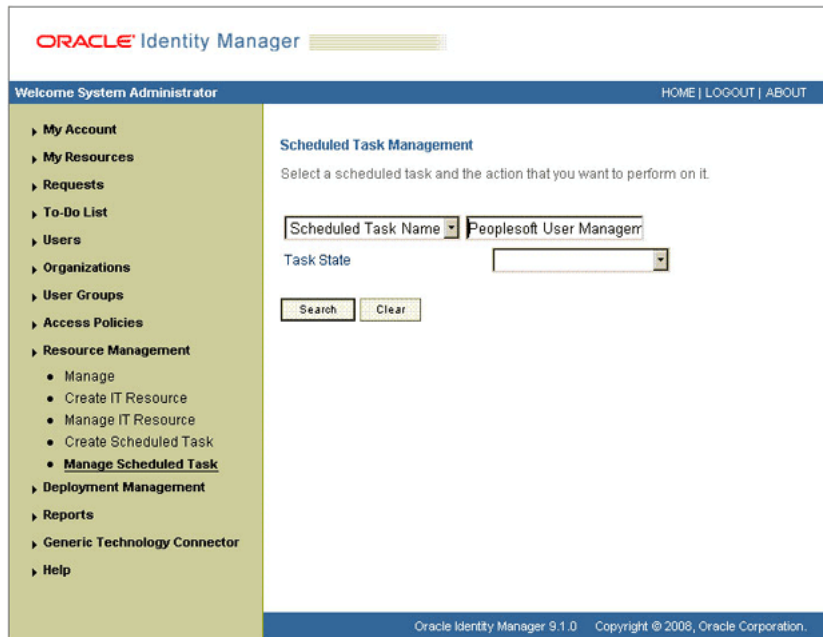 ORACLE Identity Manager
Welcome System Administrator
HOME | LOGOUT | ABOUT
My Account
My Resources
Requests
To-Do List
Users
Organizations
User Groups
Access Policies
Resource Management
Manage
Create IT Resource
Manage IT Resource
Create Scheduled Task
Manage Scheduled Task
Deployment Management
Reports
Generic Technology Connector
Help
Scheduled Task Management
Select a scheduled task and the action that you want to perform on it.
Scheduled Task Name Peoplesoft User Managem
Task State
Search Clear
Oracle Identity Manager 9.1.0 Copyright © 2008, Oracle Corporation.